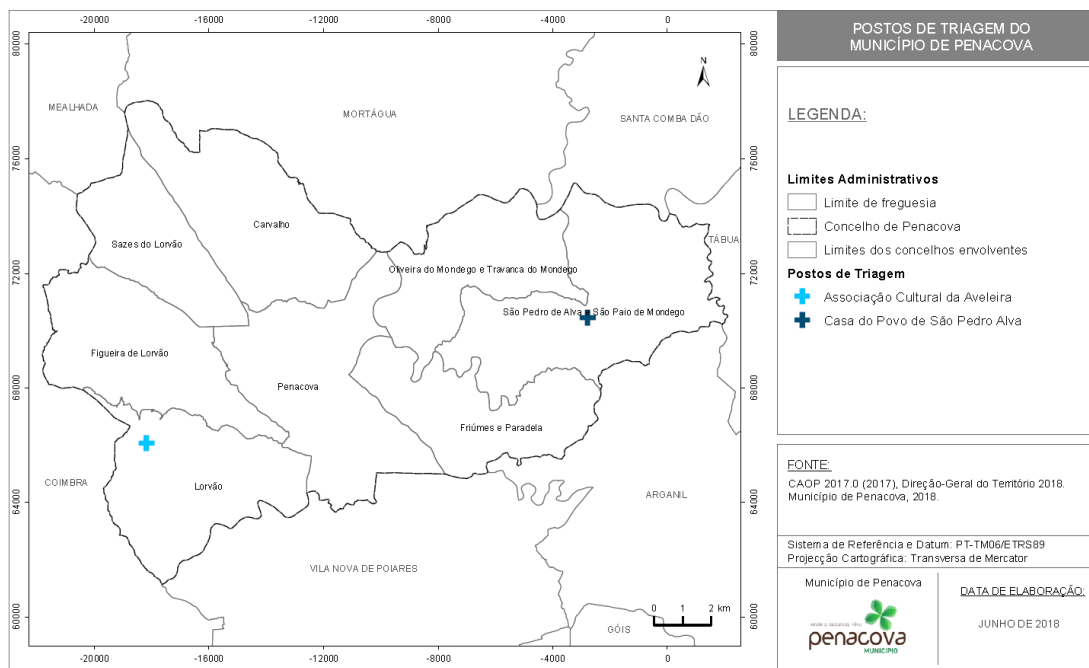 -20000 -16000 -12000 -8000 -4000 0
80000 80000
MEALHADA
MORTÁGUA
SANTA COMBA DÃO
N
76000 76000
Carvalho
Sazes do Lorvão
TÁBUA
72000 72000
Oliveira do Mondego e Travanca do Mondego
São Pedro de Alva e São Paio de Mondego
Figueira de Lorvão
Penacova
68000 68000
Friúmes e Paradela
COIMBRA
Lorvão
ARGANIL
64000 64000
VILA NOVA DE POIARES
60000 60000
GÓIS
0 1 2 km
-20000 -16000 -12000 -8000 -4000 0
POSTOS DE TRIAGEM DO
MUNICÍPIO DE PENACOVA
LEGENDA:
Limites Administrativos
Limite de freguesia
Concelho de Penacova
Limites dos concelhos envolventes
Postos de Triagem
Associação Cultural da Aveleira
Casa do Povo de São Pedro Alva
FONTE:
CAOP 2017.0 (2017), Direção-Geral do Território 2018.
Município de Penacova, 2018.
Sistema de Referência e Datum: PT-TM06/ETRS89
Projecção Cartográfica: Transversa de Mercator
Município de Penacova
penacova
MUNICÍPIO
DATA DE ELABORAÇÃO:
JUNHO DE 2018